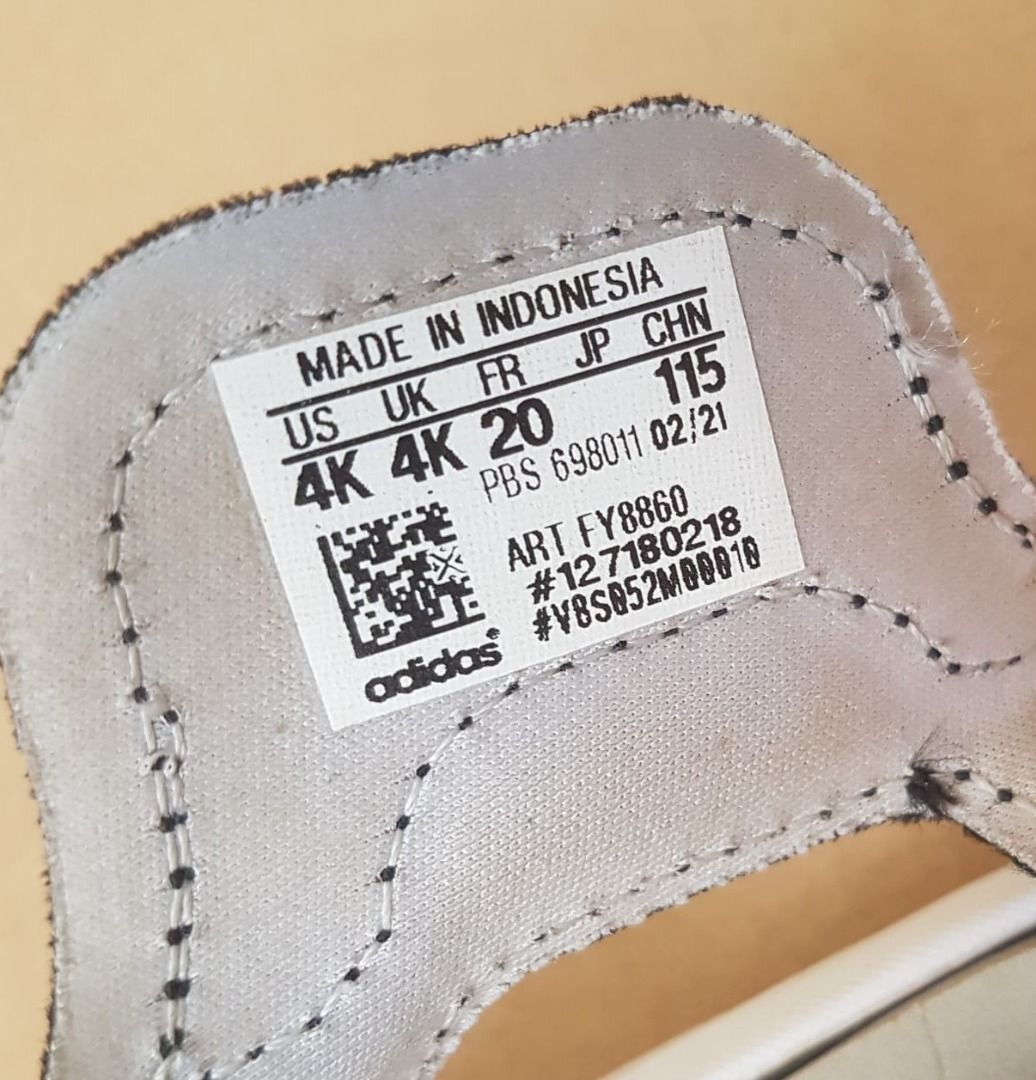 MADE IN INDONESIA
US UK FR JP CHN
4K 4K 20 115
PBS 698011 02/21
ART FY8860
#127180218
#V8S052M00010
adidas